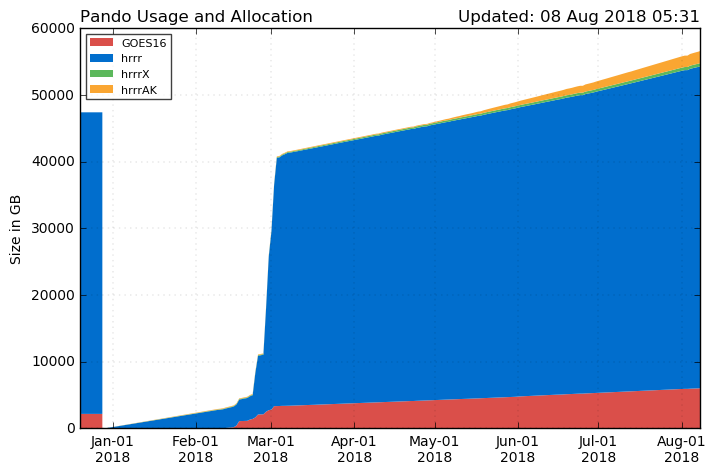 Pando Usage and Allocation
Updated: 08 Aug 2018 05:31
GOES16
hrrr
hrrrX
hrrrAK
Size in GB
60000
50000
40000
30000
20000
10000
0
Jan-01 Feb-01 Mar-01 Apr-01 May-01 Jun-01 Jul-01 Aug-01
2018 2018 2018 2018 2018 2018 2018 2018